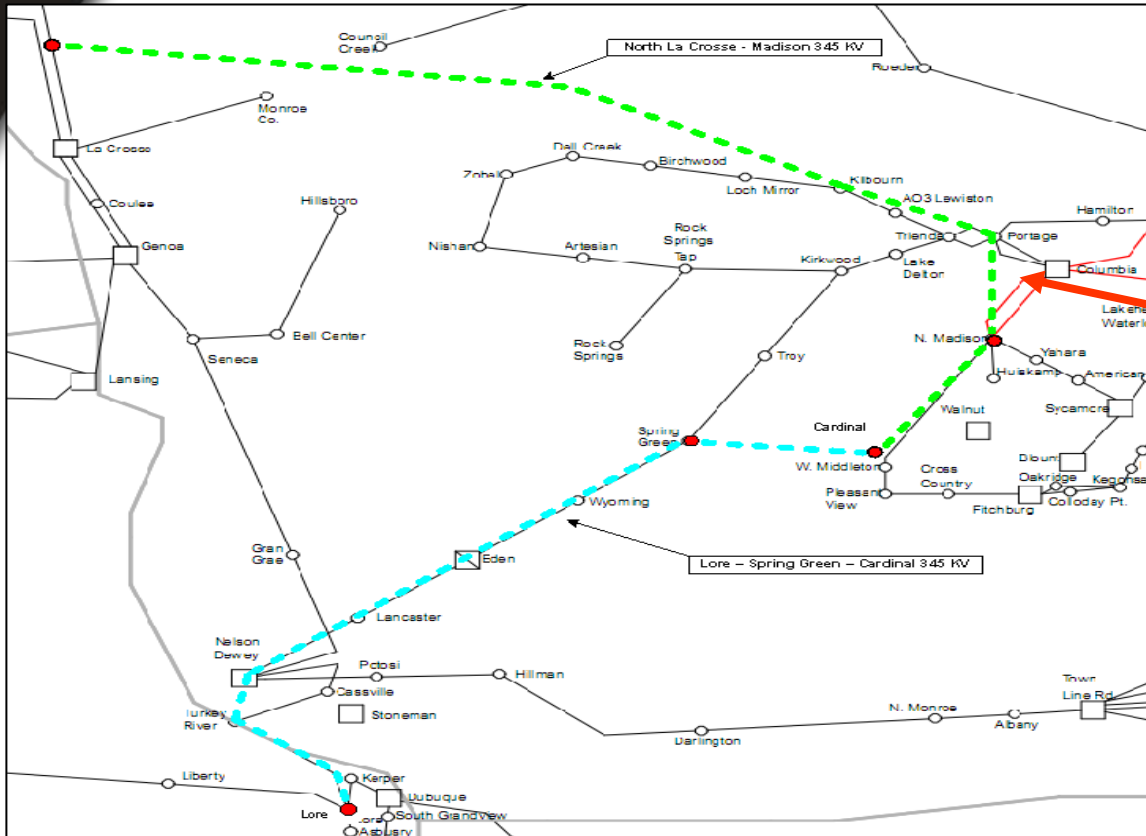 Council
Creek
North La Crosse - Madison 345 KV
Rueder
Monroe
Co.
La Crosse
Dell Creek
Birchwood
Zobel
Loch Mirror
Kilbourn
Coulee
Hillsboro
AO3 Lewiston
Hamilton
Genoa
Nishan
Artesian
Rock
Springs
Tap
Kirkwood
Trienda
Portage
Lake
Delton
Columbia
Bell Center
Seneca
Rock
Springs
Troy
N. Madison
Yahara
Huiskamp
American
Lansing
Walnut
Sycamore
Spring
Green
Cardinal
W. Middleton
Blount
Cross
Country
Oakridge
Pleasant
View
Fitchburg
Colladay Pt.
Wyoming
Gran
Grae
Eden
Lore – Spring Green – Cardinal 345 KV
Lancaster
Nelson
Dewey
Potosi
Hillman
Cassville
Turkey
River
Stoneman
Town
Line Rd.
N. Monroe
Albany
Darlington
Liberty
Kerper
Dubuque
Lore
South Grandview
Asbury